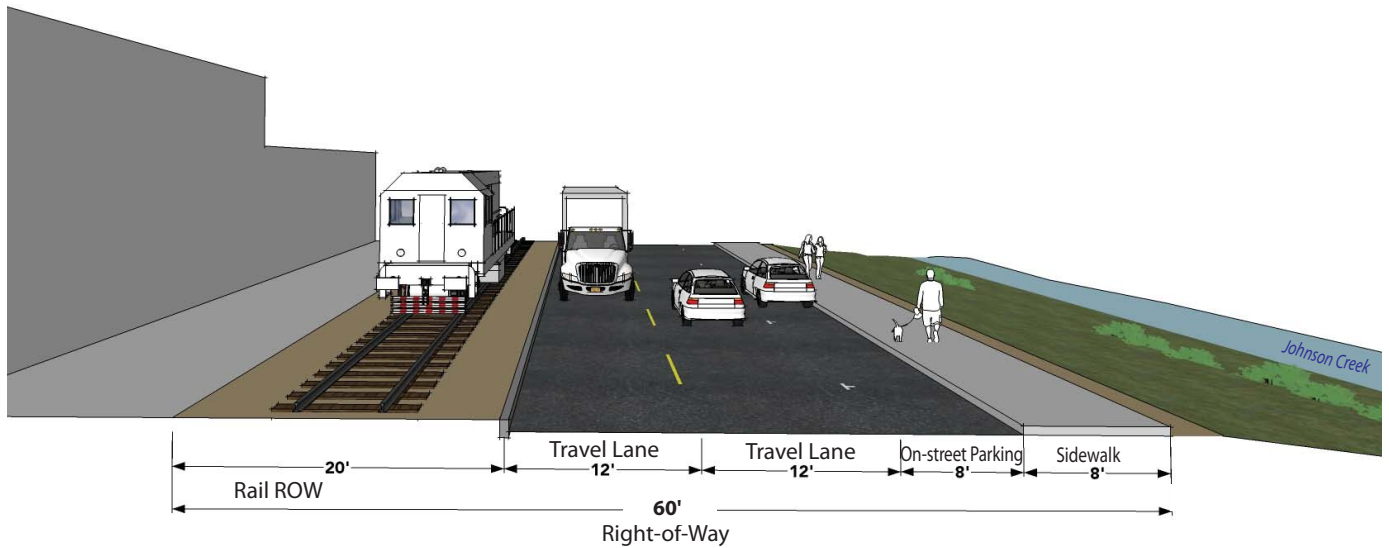 Johnson Creek
Travel Lane
Travel Lane
On-street Parking
Sidewalk
20'
12'
12'
8'
8'
Rail ROW
60'
Right-of-Way